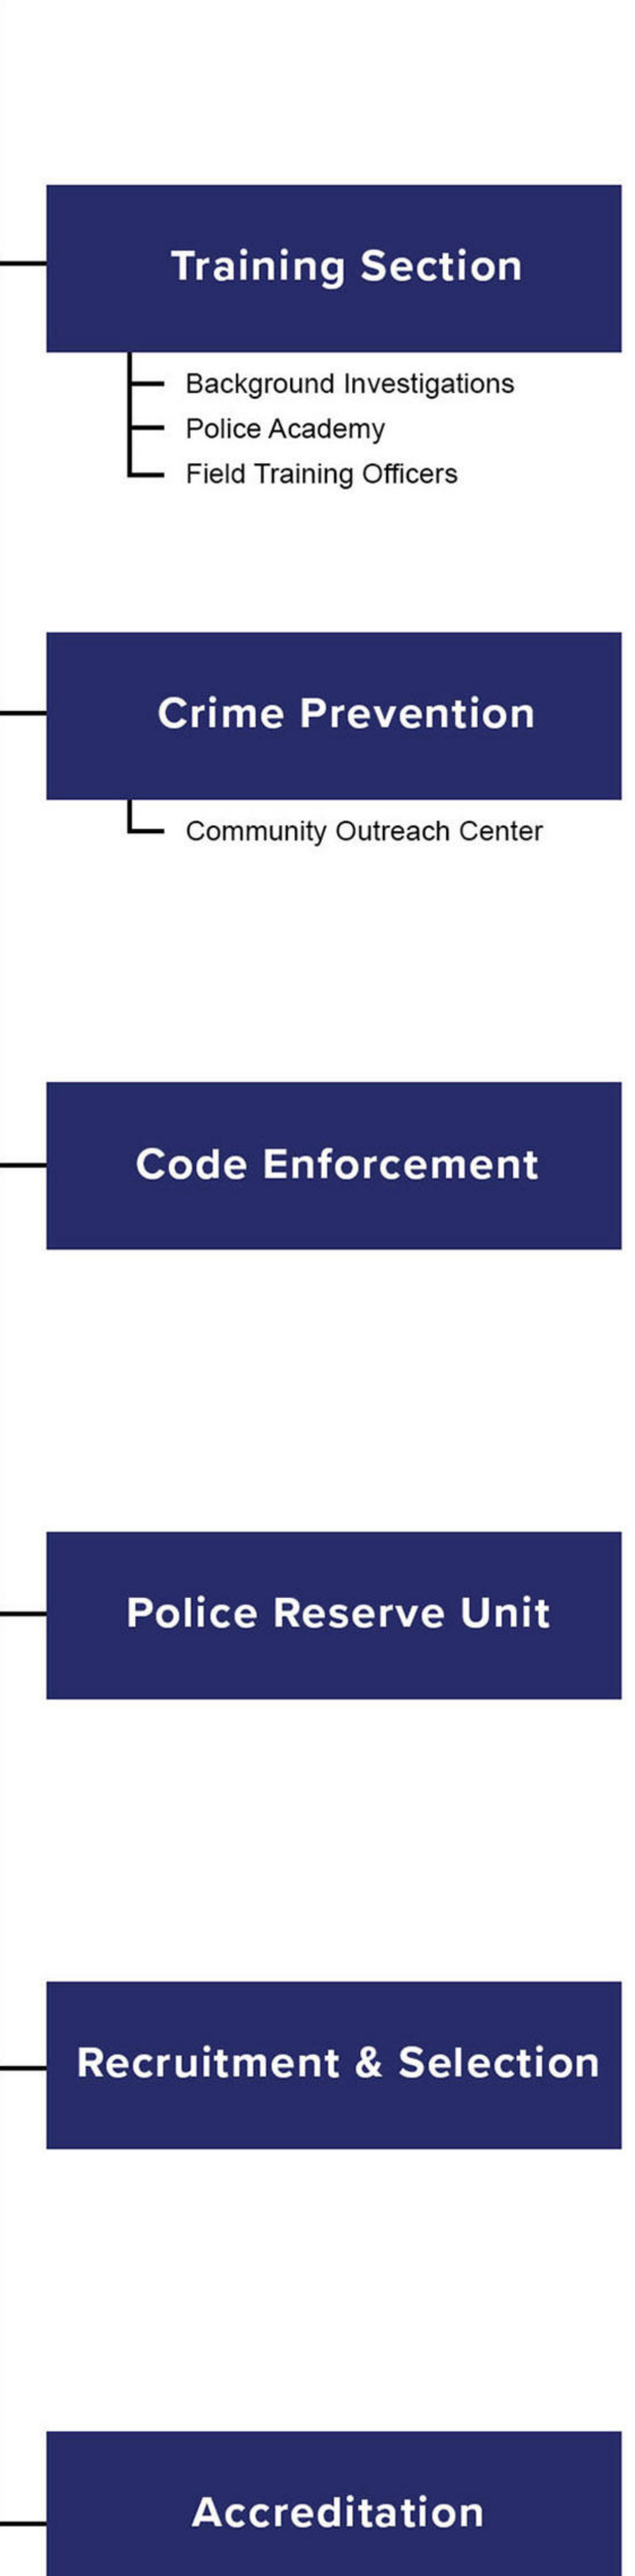 Training Section
Background Investigations
Police Academy
Field Training Officers
Crime Prevention
Community Outreach Center
Code Enforcement
Police Reserve Unit
Recruitment & Selection
Accreditation